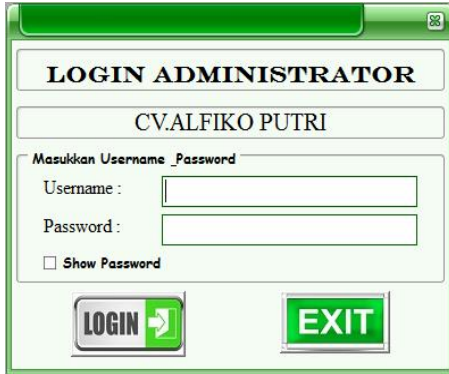 LOGIN ADMINISTRATOR
CV.ALFIKO PUTRI
Masukkan Username _Password
Username :
Password :
Show Password
LOGIN
EXIT